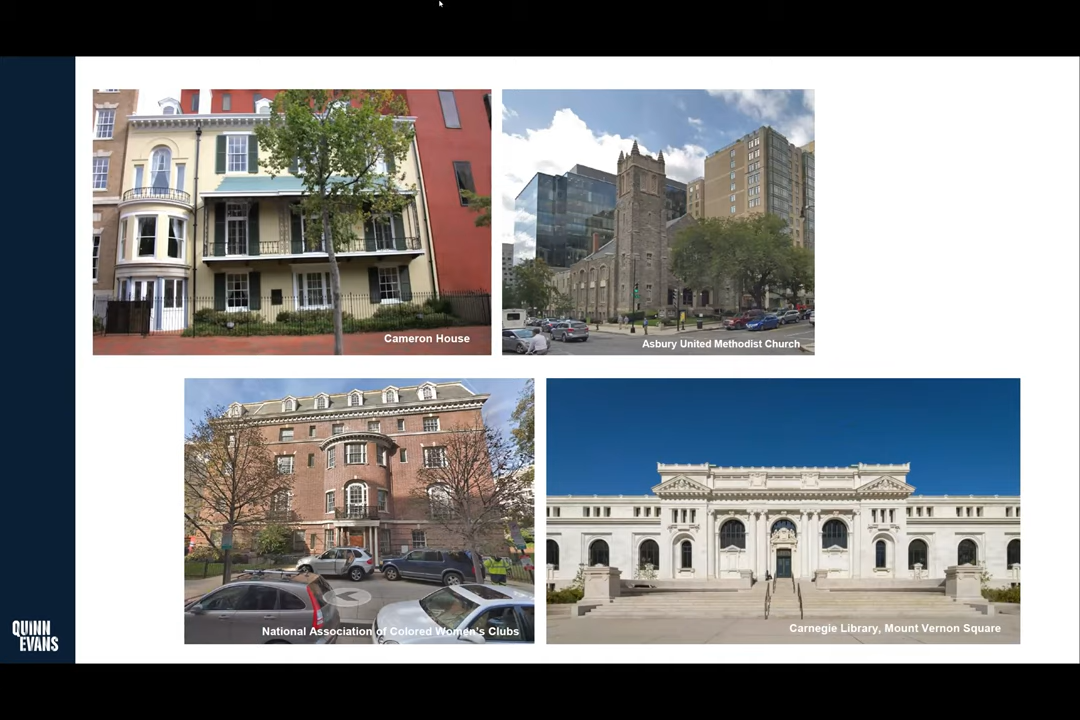 Cameron House
Asbury United Methodist Church
National Association of Colored Women's Clubs
Carnegie Library, Mount Vernon Square
QUINN
EVANS